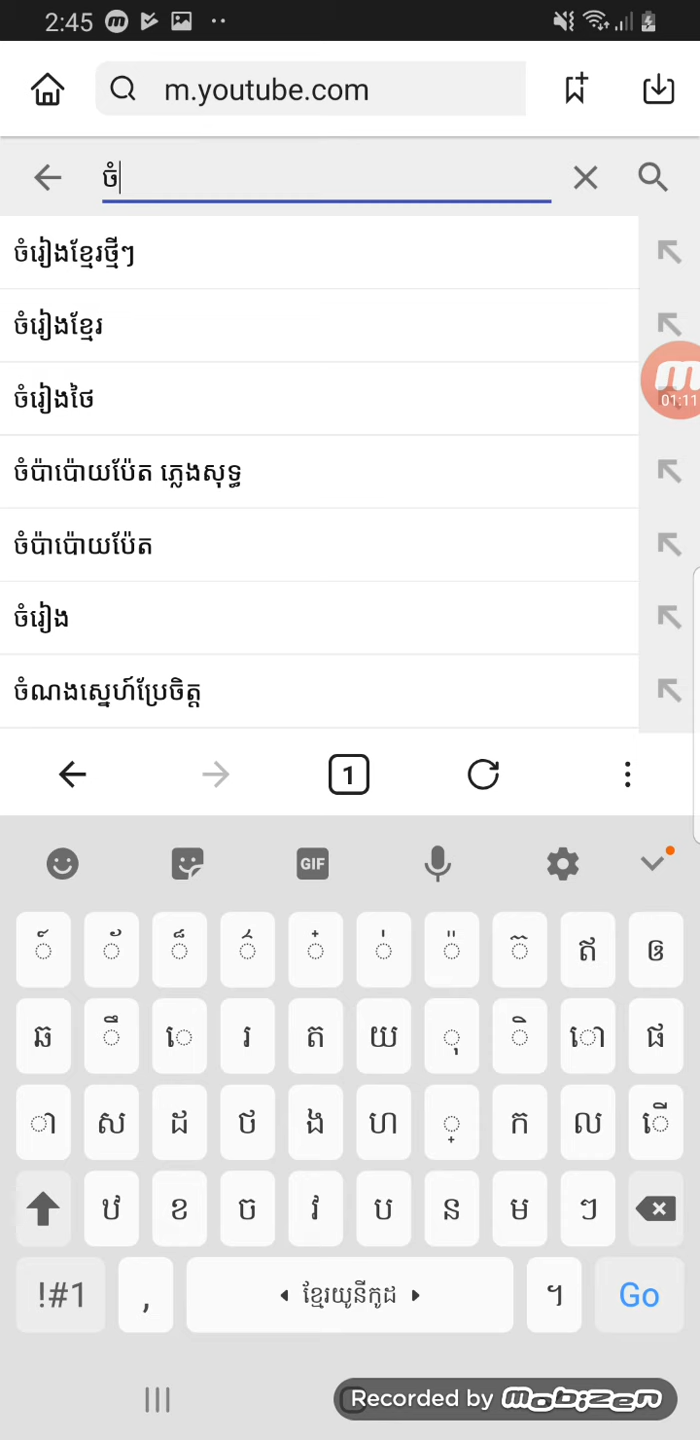 2:45
m.youtube.com
ចំ
ចំរៀងខ្មែរថ្មីៗ
ចំរៀងខ្មែរ
01:11
ចំរៀងថៃ
ចំប៉ាប៉ោយប៉ែត ភ្លេងសុទ្ធ
ចំប៉ាប៉ោយប៉ែត
ចំរៀង
ចំណងស្នេហ៍ប្រែចិត្ត
1
GIF
៍ ័ ៏ ៌ ៎ ់ ៉ ៊ ឥ ឲ
ឆ ឹ េ រ ត យ ុ ិ ោ ផ
ា ស ដ ថ ង ហ ្ ក ល ើ
ឋ ខ ច វ ប ន ម ៗ
!#1 , ខ្មែរយូនីកូដ ។ Go
Recorded by mobizen